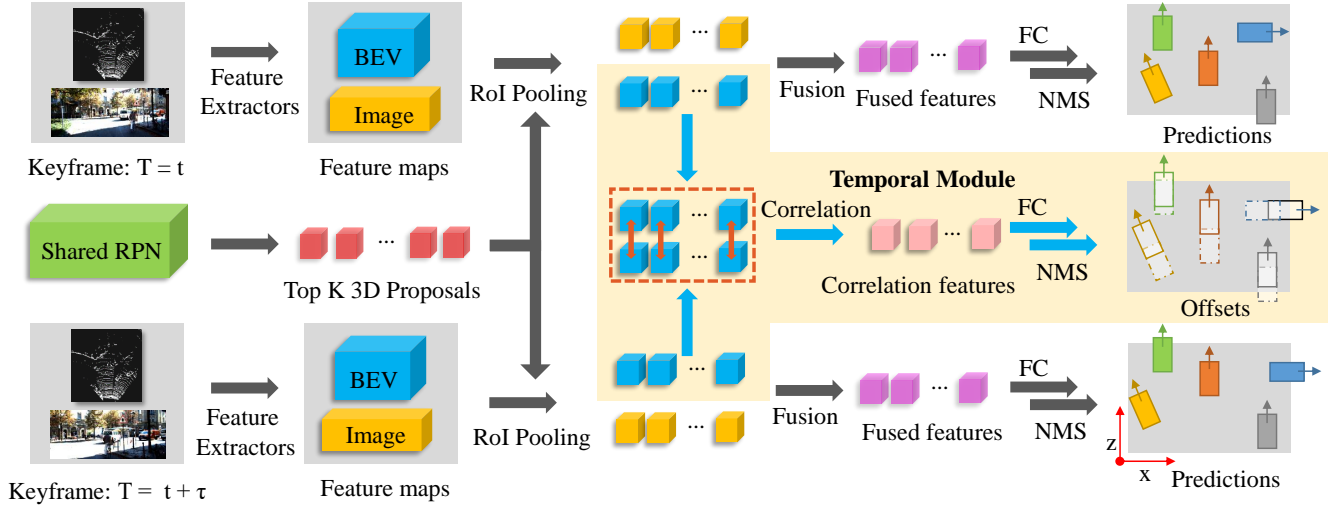 Feature
Extractors
BEV
Image
RoI Pooling
...
...
Fusion
...
Fused features
FC
NMS
Predictions
Keyframe: T = t
Feature maps
Shared RPN
...
Top K 3D Proposals
...
...
Temporal Module
Correlation
...
Correlation features
FC
NMS
Offsets
Feature
Extractors
BEV
Image
RoI Pooling
...
...
Fusion
...
Fused features
FC
NMS
z
x
Predictions
Keyframe: T = t + τ
Feature maps